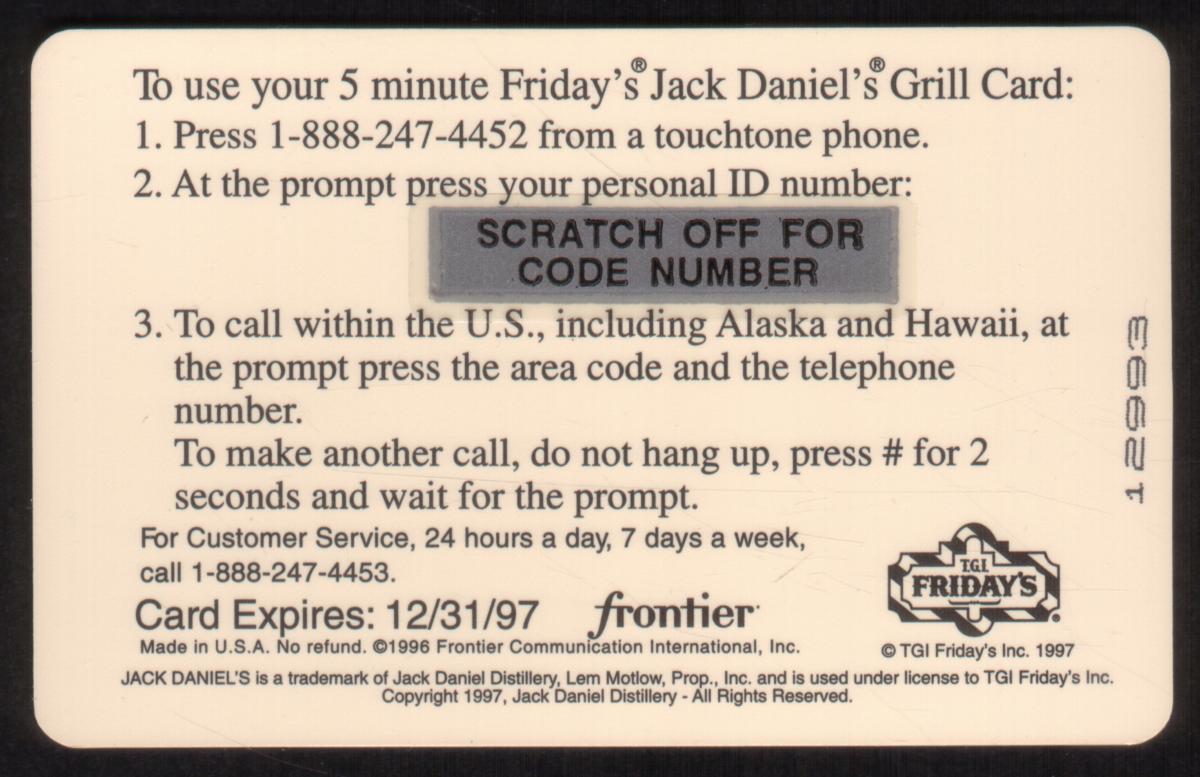 To use your 5 minute Friday's® Jack Daniel's® Grill Card:
1. Press 1-888-247-4452 from a touchtone phone.
2. At the prompt press your personal ID number:
SCRATCH OFF FOR
CODE NUMBER
3. To call within the U.S., including Alaska and Hawaii, at
the prompt press the area code and the telephone
number.
To make another call, do not hang up, press # for 2
seconds and wait for the prompt.
129993
For Customer Service, 24 hours a day, 7 days a week,
call 1-888-247-4453.
Card Expires: 12/31/97 frontier
T.G.I.
FRIDAY'S®
Made in U.S.A. No refund. ©1996 Frontier Communication International, Inc.
© TGI Friday's Inc. 1997
JACK DANIEL'S is a trademark of Jack Daniel Distillery, Lem Motlow, Prop., Inc. and is used under license to TGI Friday's Inc.
Copyright 1997, Jack Daniel Distillery - All Rights Reserved.